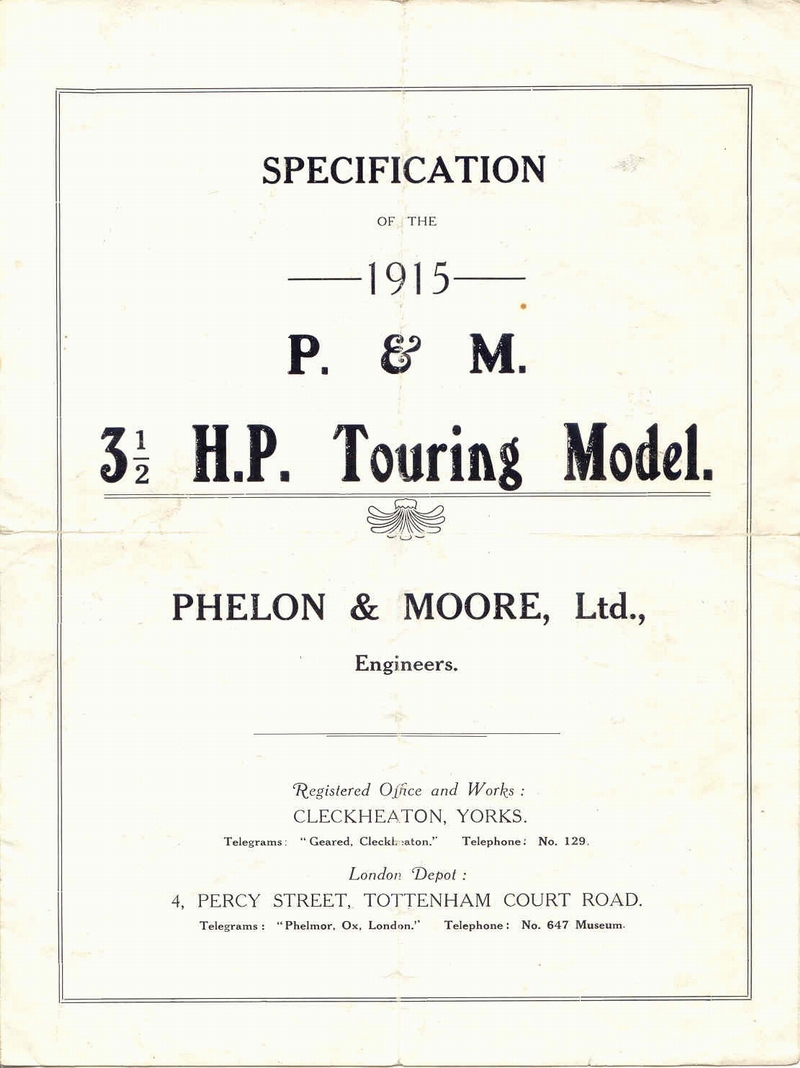 SPECIFICATION
OF THE
1915
P. & M.
3½ H.P. Touring Model.
PHELON & MOORE, Ltd.,
Engineers.
Registered Office and Works :
CLECKHEATON, YORKS.
Telegrams: "Geared, Cleckheaton." Telephone: No. 129.
London Depot :
4, PERCY STREET, TOTTENHAM COURT ROAD.
Telegrams : "Phelmor, Ox, London." Telephone : No. 647 Museum.